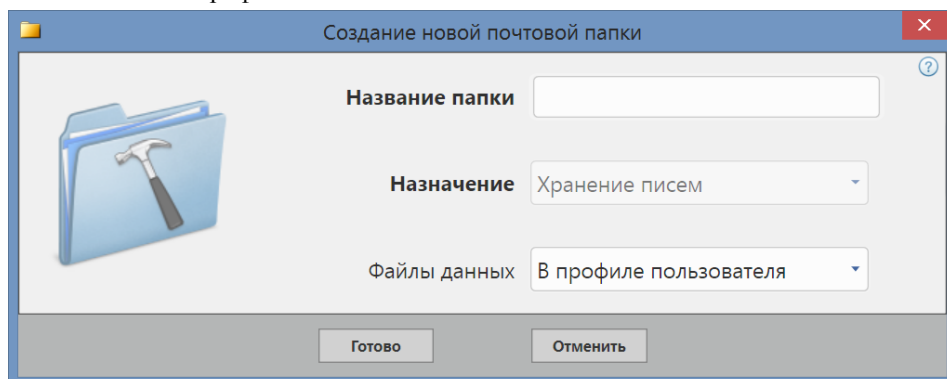 Создание новой почтовой папки
Название папки
Назначение Хранение писем
Файлы данных В профиле пользователя
Готово Отменить